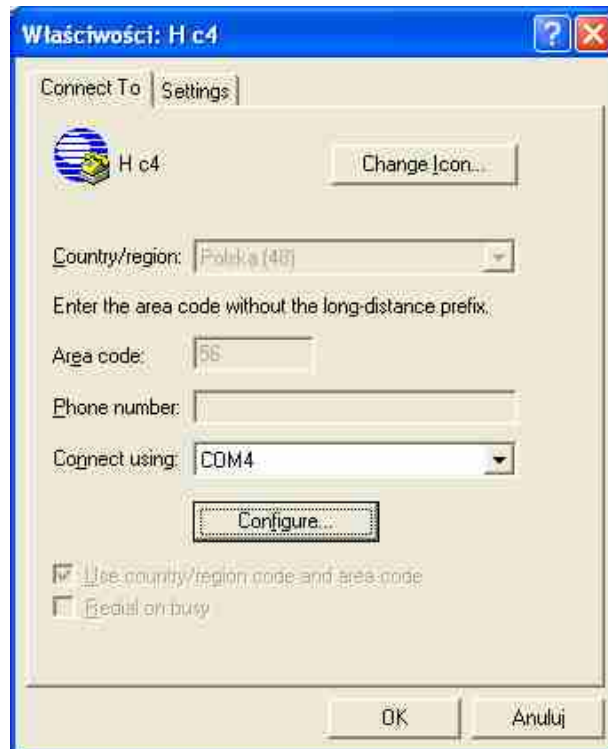 Właściwości: H c4
Connect To Settings
H c4 Change Icon...
Country/region: Polska (48)
Enter the area code without the long-distance prefix.
Area code: 56
Phone number:
Connect using: COM4
Configure...
Use country/region code and area code
Redial on busy
OK Anuluj